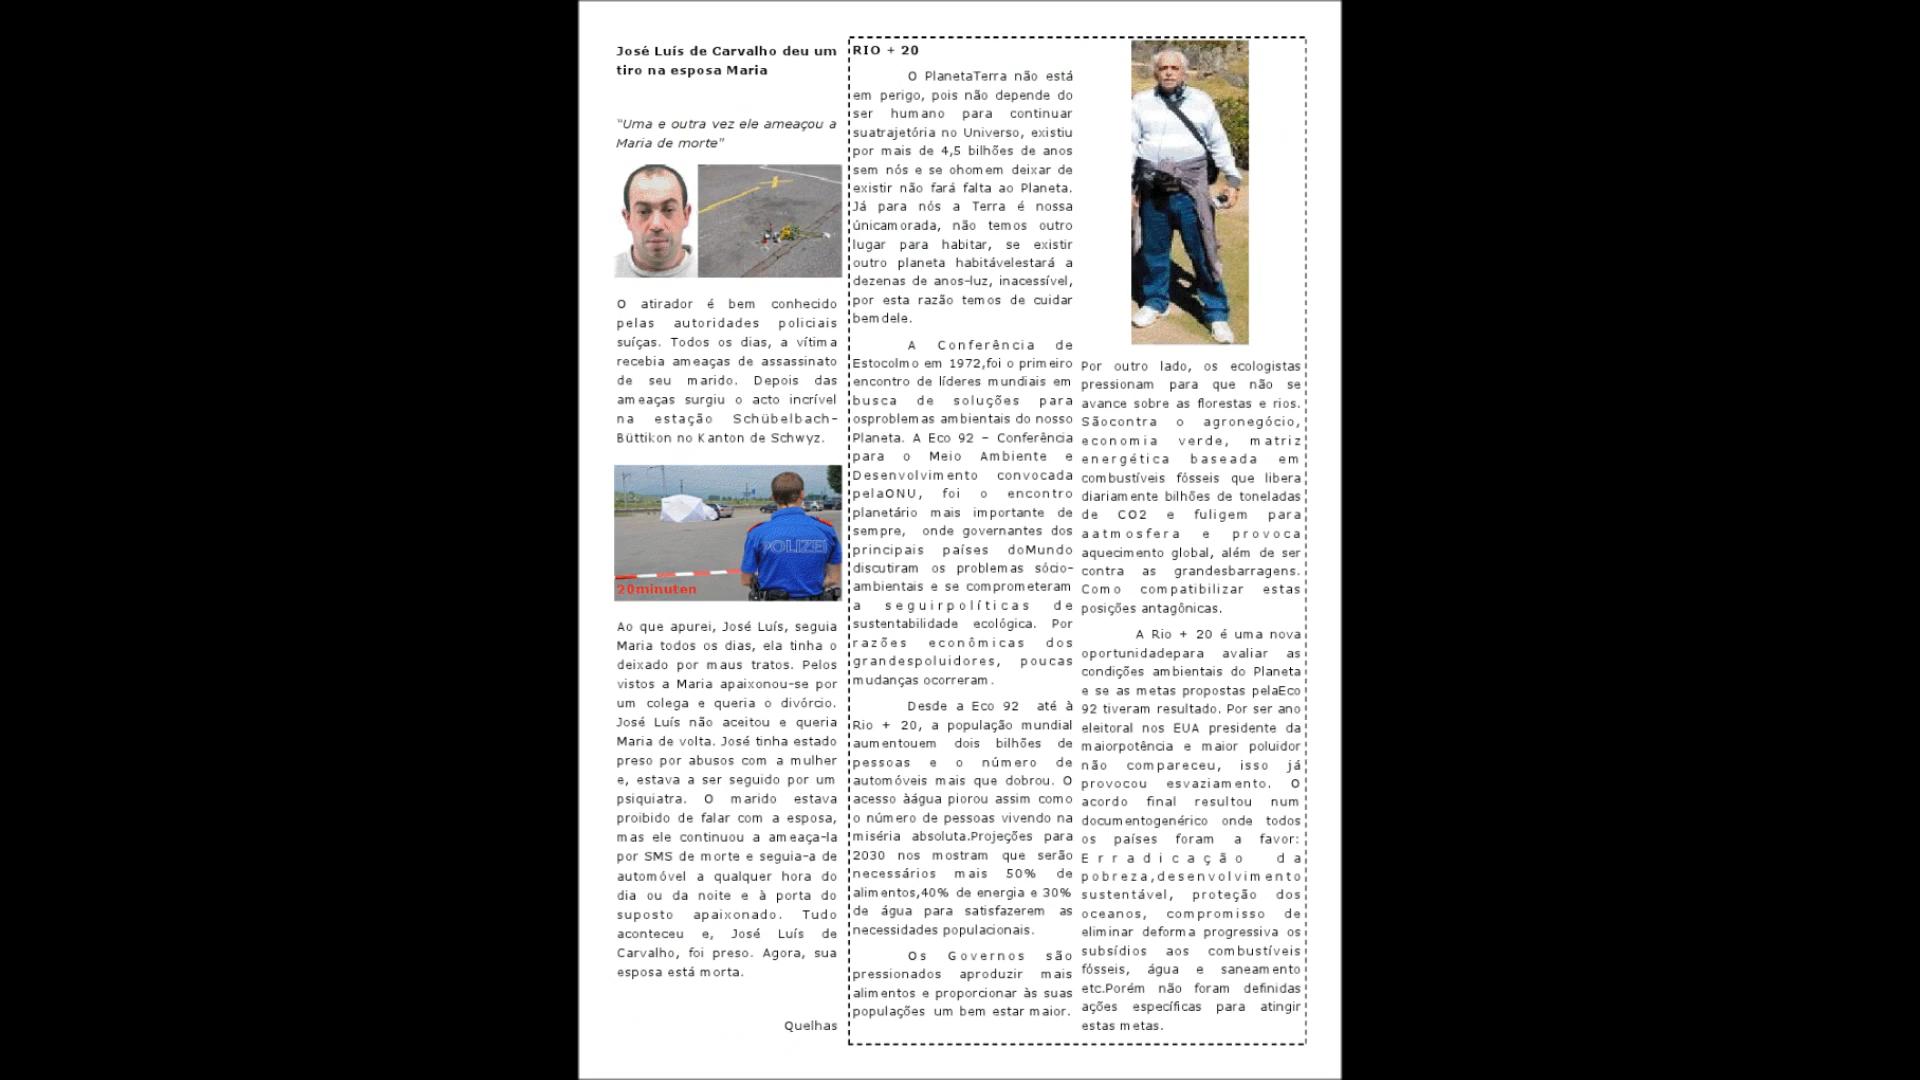 José Luís de Carvalho deu um
tiro na esposa Maria
"Uma e outra vez ele ameaçou a
Maria de morte"
O atirador é bem conhecido
pelas autoridades policiais
suíças. Todos os dias, a vítima
recebia ameaças de assassinato
de seu marido. Depois das
ameaças surgiu o acto incrível
na estação Schübelbach-
Büttikon no Kanton de Schwyz.
POLIZEI
20minuten
Ao que apurei, José Luís, seguia
Maria todos os dias, ela tinha o
deixado por maus tratos. Pelos
vistos a Maria apaixonou-se por
um colega e queria o divórcio.
José Luís não aceitou e queria
Maria de volta. José tinha estado
preso por abusos com a mulher
e, estava a ser seguido por um
psiquiatra. O marido estava
proibido de falar com a esposa,
mas ele continuou a ameaça-la
por SMS de morte e seguia-a de
automóvel a qualquer hora do
dia ou da noite e à porta do
suposto apaixonado. Tudo
aconteceu e, José Luís de
Carvalho, foi preso. Agora, sua
esposa está morta.
Quelhas
RIO + 20
O PlanetaTerra não está
em perigo, pois não depende do
ser humano para continuar
suatrajetória no Universo, existiu
por mais de 4,5 bilhões de anos
sem nós e se ohomem deixar de
existir não fará falta ao Planeta.
Já para nós a Terra é nossa
únicamorada, não temos outro
lugar para habitar, se existir
outro planeta habitávelestará a
dezenas de anos-luz, inacessível,
por esta razão temos de cuidar
bemdele.
A Conferência de
Estocolmo em 1972,foi o primeiro
encontro de líderes mundiais em
busca de soluções para
osproblemas ambientais do nosso
Planeta. A Eco 92 – Conferência
para o Meio Ambiente e
Desenvolvimento convocada
pelaONU, foi o encontro
planetário mais importante de
sempre, onde governantes dos
principais países doMundo
discutiram os problemas sócio-
ambientais e se comprometeram
a seguirpolíticas de
sustentabilidade ecológica. Por
razões econômicas dos
grandespoluidores, poucas
mudanças ocorreram.
Desde a Eco 92 até à
Rio + 20, a população mundial
aumentouem dois bilhões de
pessoas e o número de
automóveis mais que dobrou. O
acesso àágua piorou assim como
o número de pessoas vivendo na
miséria absoluta.Projeções para
2030 nos mostram que serão
necessários mais 50% de
alimentos,40% de energia e 30%
de água para satisfazerem as
necessidades populacionais.
Os Governos são
pressionados aproduzir mais
alimentos e proporcionar às suas
populações um bem estar maior.
Por outro lado, os ecologistas
pressionam para que não se
avance sobre as florestas e rios.
Sãocontra o agronegócio,
economia verde, matriz
energética baseada em
combustíveis fósseis que libera
diariamente bilhões de toneladas
de CO2 e fuligem para
aatmosfera e provoca
aquecimento global, além de ser
contra as grandesbarragens.
Como compatibilizar estas
posições antagônicas.
A Rio + 20 é uma nova
oportunidadepara avaliar as
condições ambientais do Planeta
e se as metas propostas pelaEco
92 tiveram resultado. Por ser ano
eleitoral nos EUA presidente da
maiorpotência e maior poluidor
não compareceu, isso já
provocou esvaziamento. O
acordo final resultou num
documentogenérico onde todos
os países foram a favor:
Erradicação da
pobreza,desenvolvimento
sustentável, proteção dos
oceanos, compromisso de
eliminar deforma progressiva os
subsídios aos combustíveis
fósseis, água e saneamento
etc.Porém não foram definidas
ações específicas para atingir
estas metas.